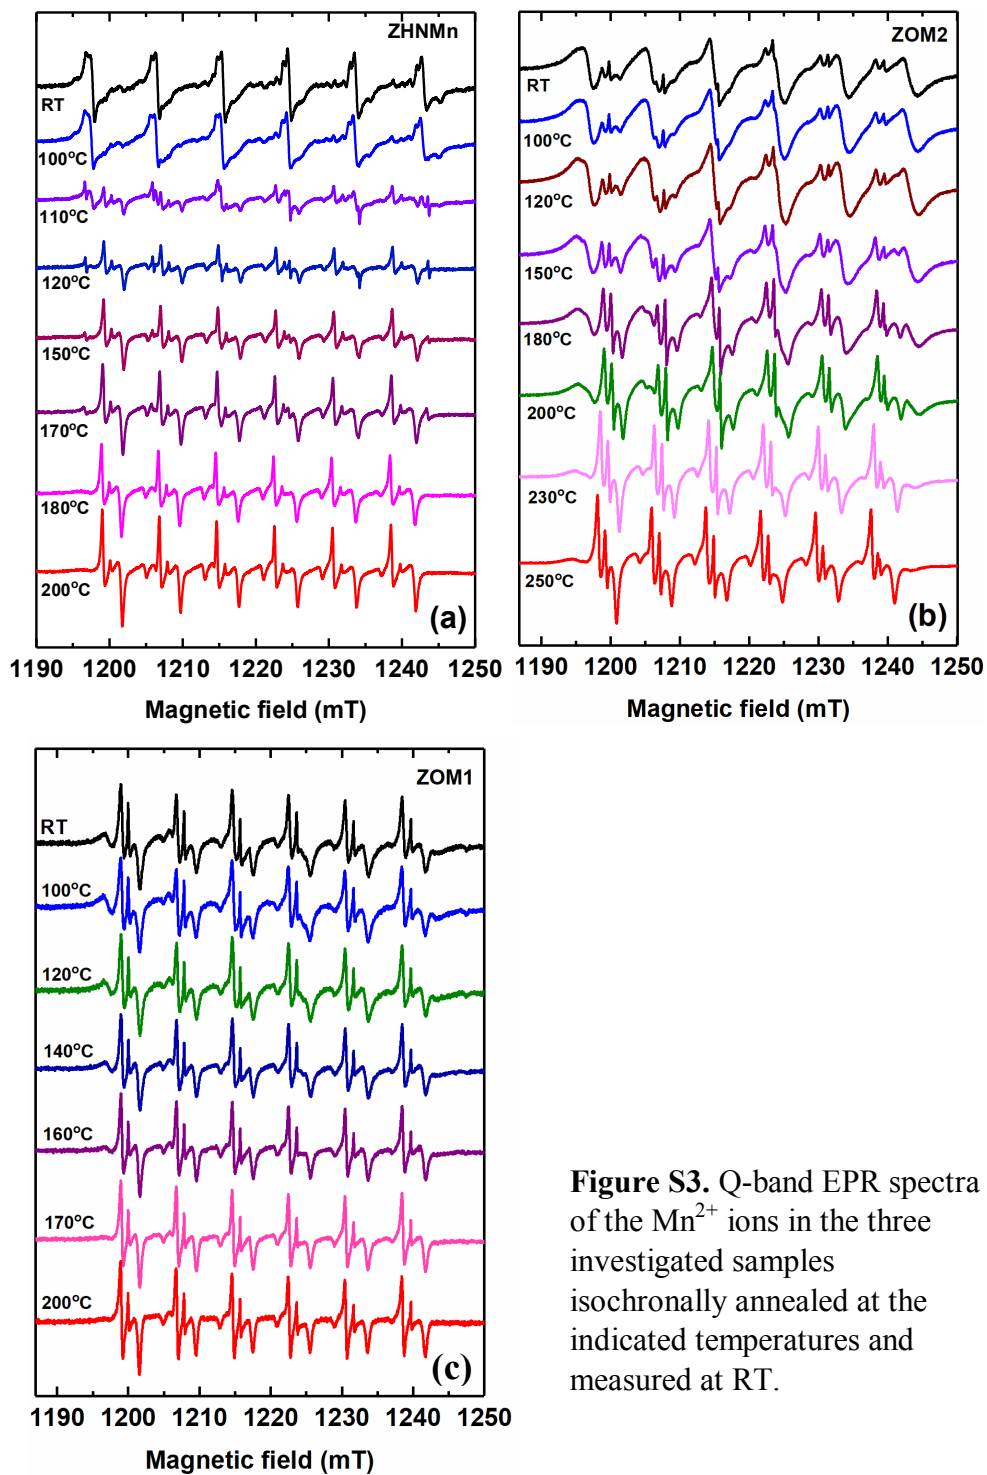 ZHNMn
RT
100°C
110°C
120°C
150°C
170°C
180°C
200°C
(a)
1190 1200 1210 1220 1230 1240 1250
Magnetic field (mT)
ZOM2
RT
100°C
120°C
150°C
180°C
200°C
230°C
250°C
(b)
1190 1200 1210 1220 1230 1240 1250
Magnetic field (mT)
ZOM1
RT
100°C
120°C
140°C
160°C
170°C
200°C
(c)
1190 1200 1210 1220 1230 1240 1250
Magnetic field (mT)
Figure S3. Q-band EPR spectra
of the Mn²⁺ ions in the three
investigated samples
isochronally annealed at the
indicated temperatures and
measured at RT.